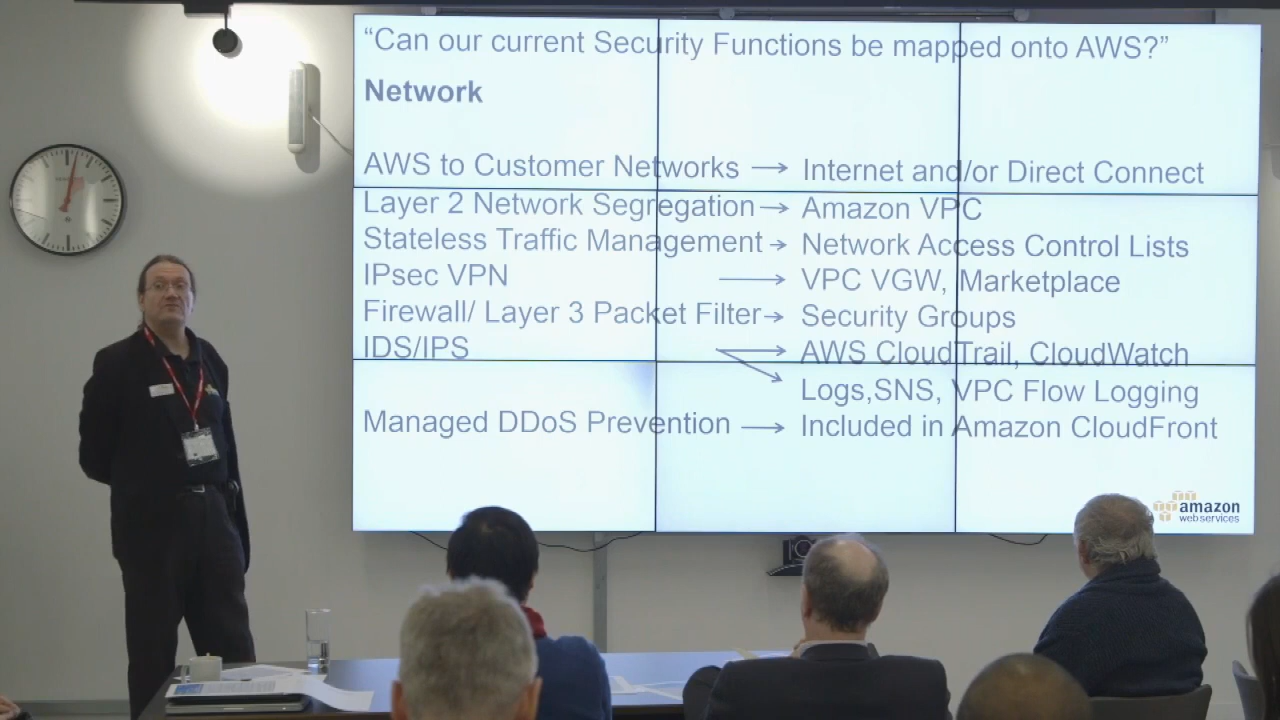 “Can our current Security Functions be mapped onto AWS?”
Network
AWS to Customer Networks → Internet and/or Direct Connect
Layer 2 Network Segregation → Amazon VPC
Stateless Traffic Management → Network Access Control Lists
IPsec VPN → VPC VGW, Marketplace
Firewall/ Layer 3 Packet Filter → Security Groups
IDS/IPS → AWS CloudTrail, CloudWatch
Logs,SNS, VPC Flow Logging
Managed DDoS Prevention → Included in Amazon CloudFront
amazon
web services